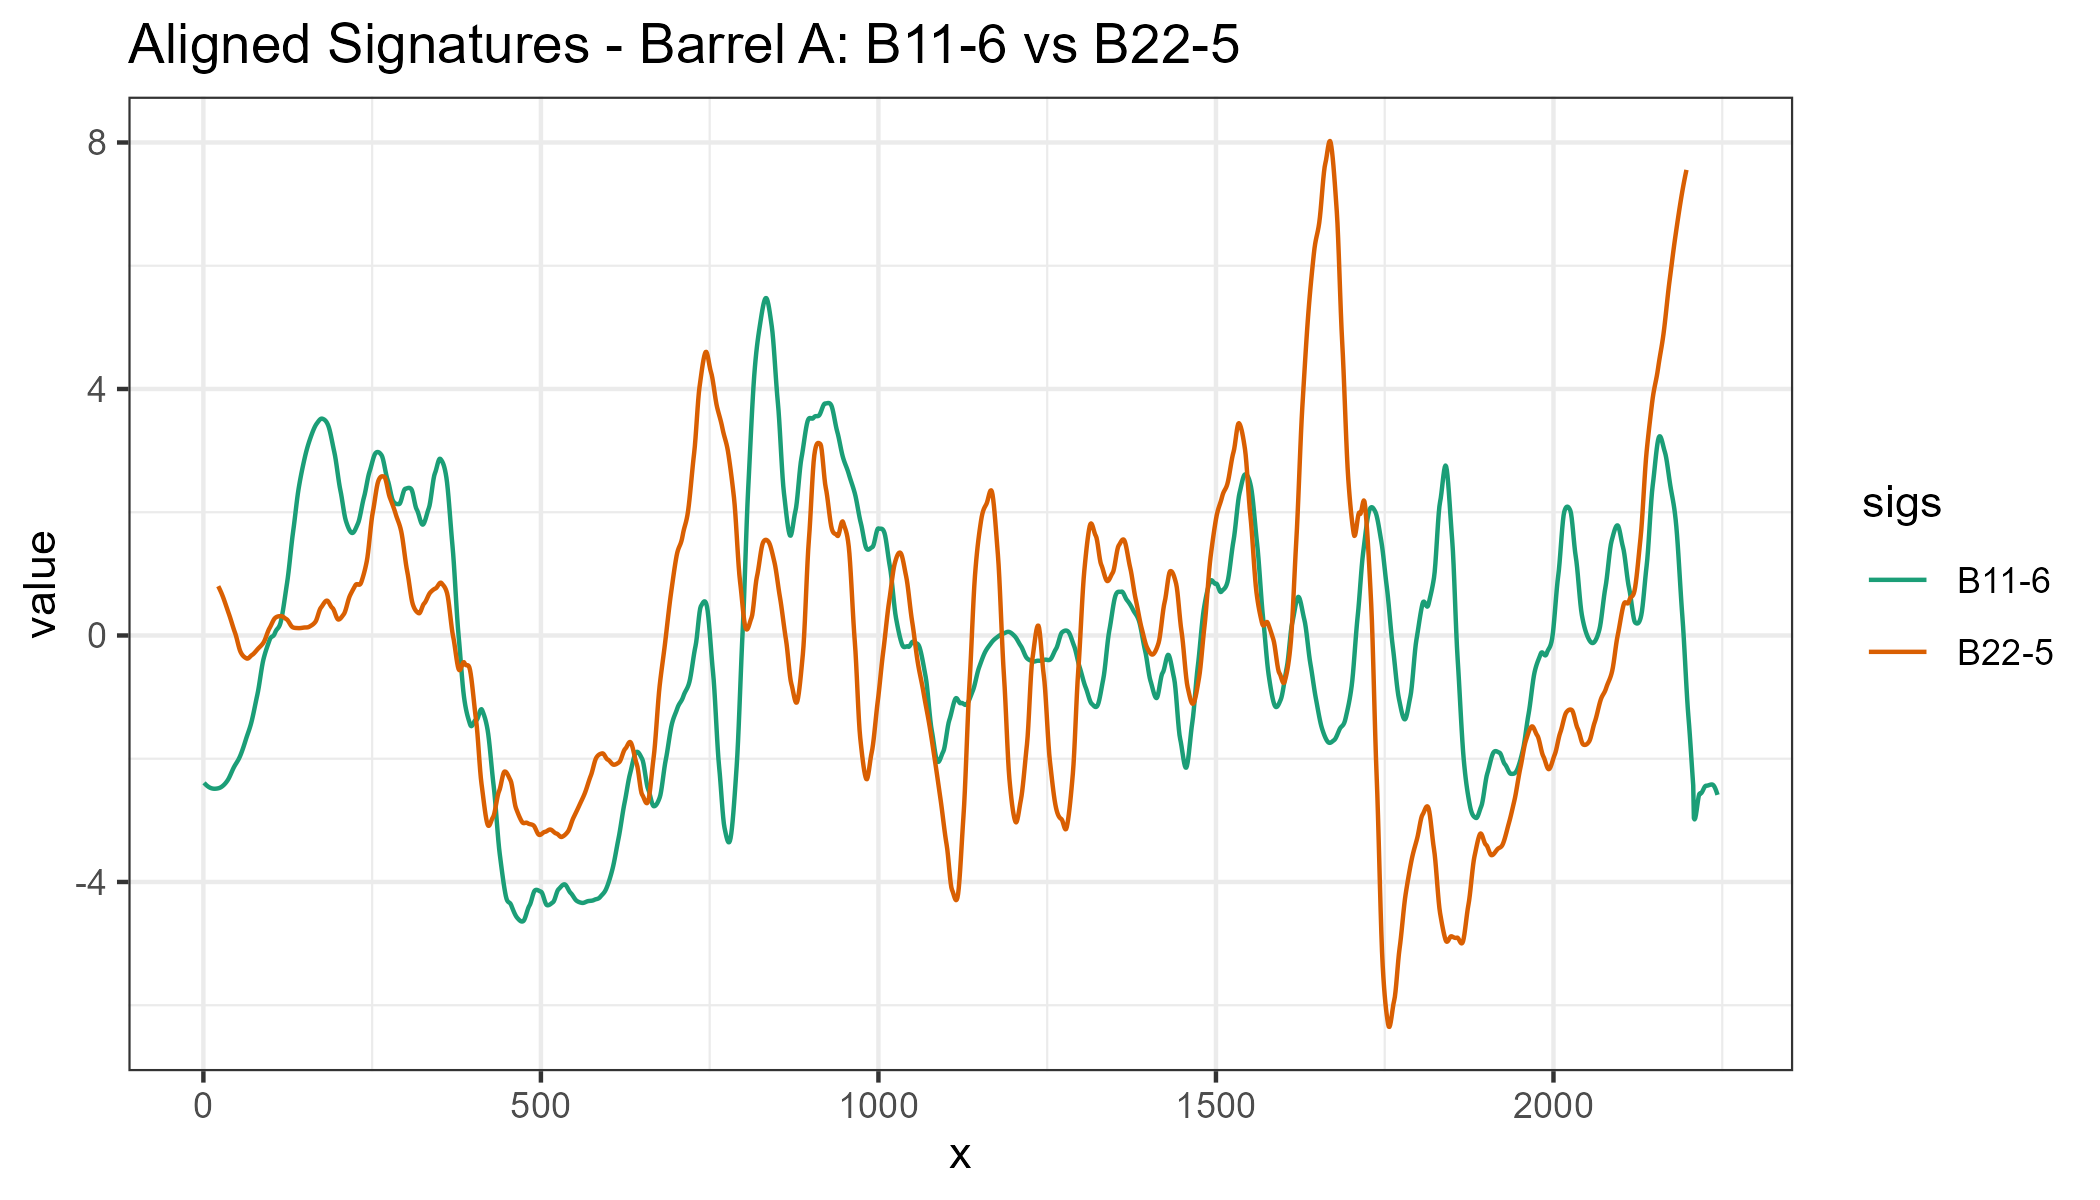 Aligned Signatures - Barrel A: B11-6 vs B22-5
8
4
0
-4
value
0
500
1000
1500
2000
x
sigs
B11-6
B22-5